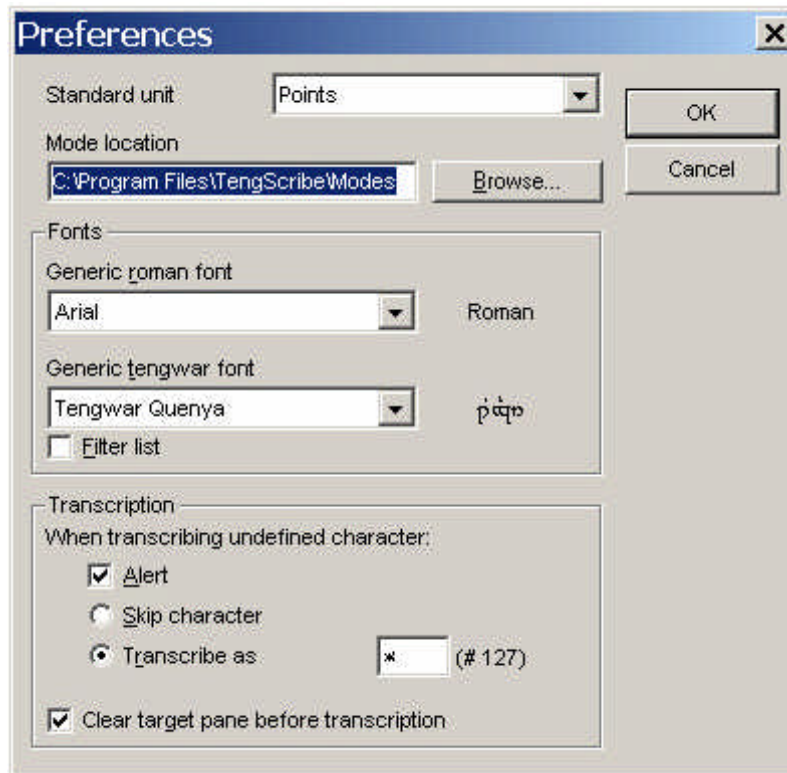 Preferences
Standard unit Points OK
Mode location
C:\Program Files\TengScribe\Modes Browse... Cancel
Fonts
Generic roman font
Arial Roman
Generic tengwar font
Tengwar Quenya
Filter list
Transcription
When transcribing undefined character:
Alert
Skip character
Transcribe as * (# 127)
Clear target pane before transcription